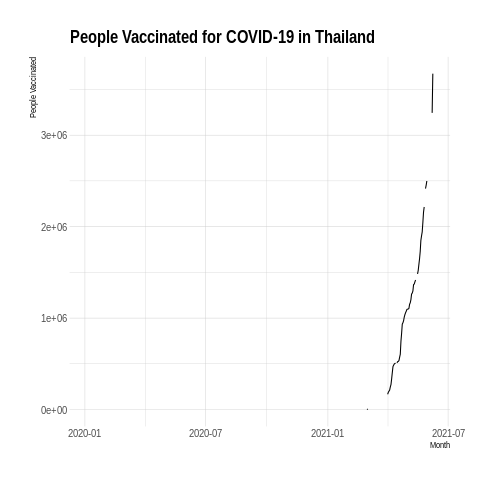 People Vaccinated for COVID-19 in Thailand
People Vaccinated
3e+06
2e+06
1e+06
0e+00
2020-01
2020-07
2021-01
2021-07
Month